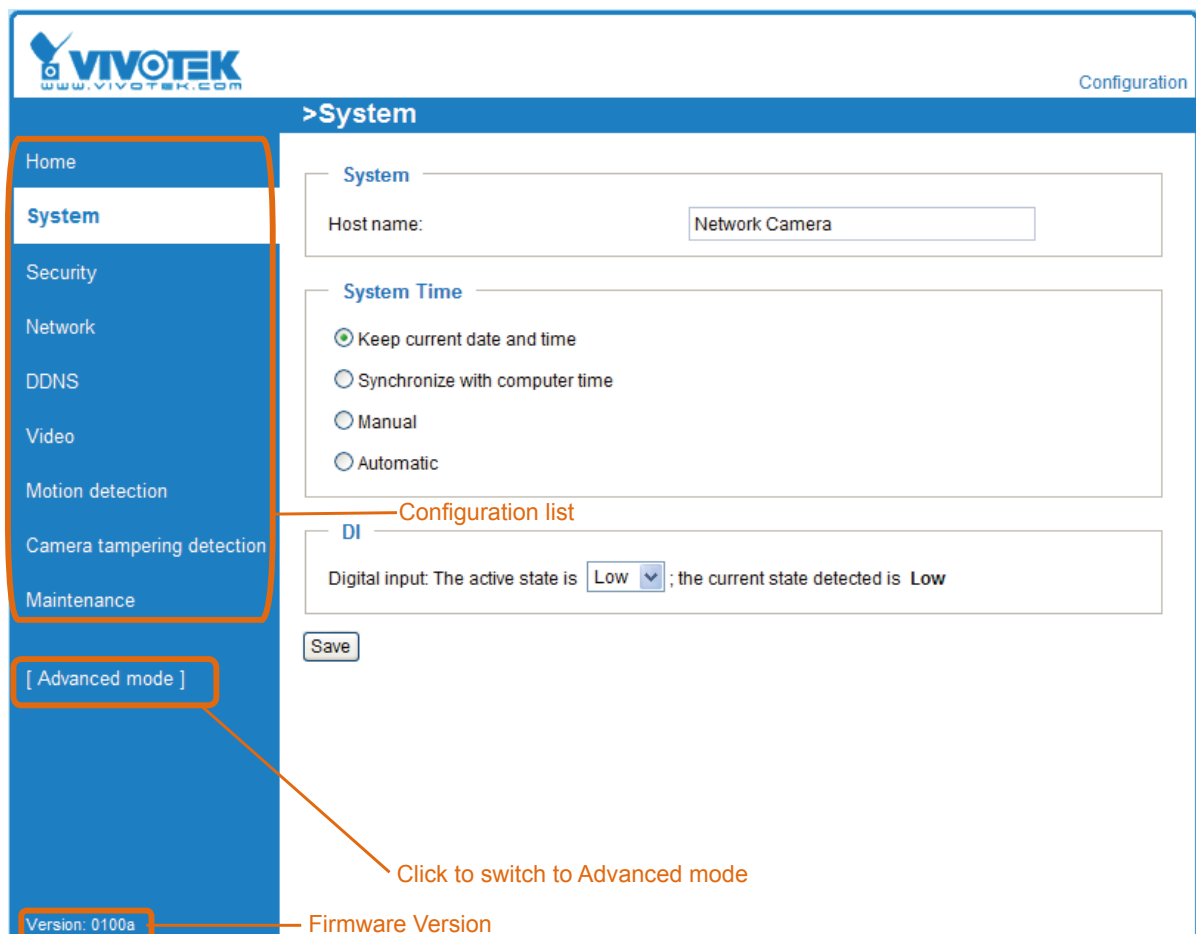 VIVOTEK
www.vivotek.com
Configuration
>System
Home
System
Security
Network
DDNS
Video
Motion detection
Camera tampering detection
Maintenance
[ Advanced mode ]
Version: 0100a
System
Host name: Network Camera
System Time
Keep current date and time
Synchronize with computer time
Manual
Automatic
Configuration list
DI
Digital input: The active state is Low ; the current state detected is Low
Save
Click to switch to Advanced mode
Firmware Version